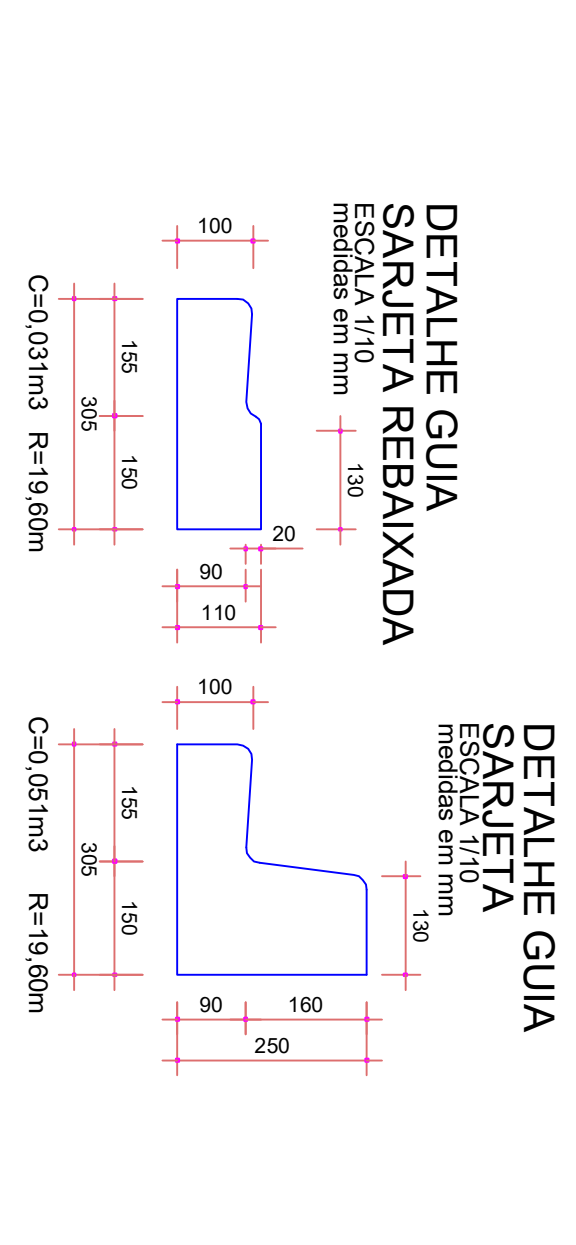 DETALHE GUIA
SARJETA REBAIXADA
ESCALA 1/10
medidas em mm
130
20
100
90
110
155
150
305
C=0,031m3 R=19,60m
DETALHE GUIA
SARJETA
ESCALA 1/10
medidas em mm
130
100
160
90
250
155
150
305
C=0,051m3 R=19,60m